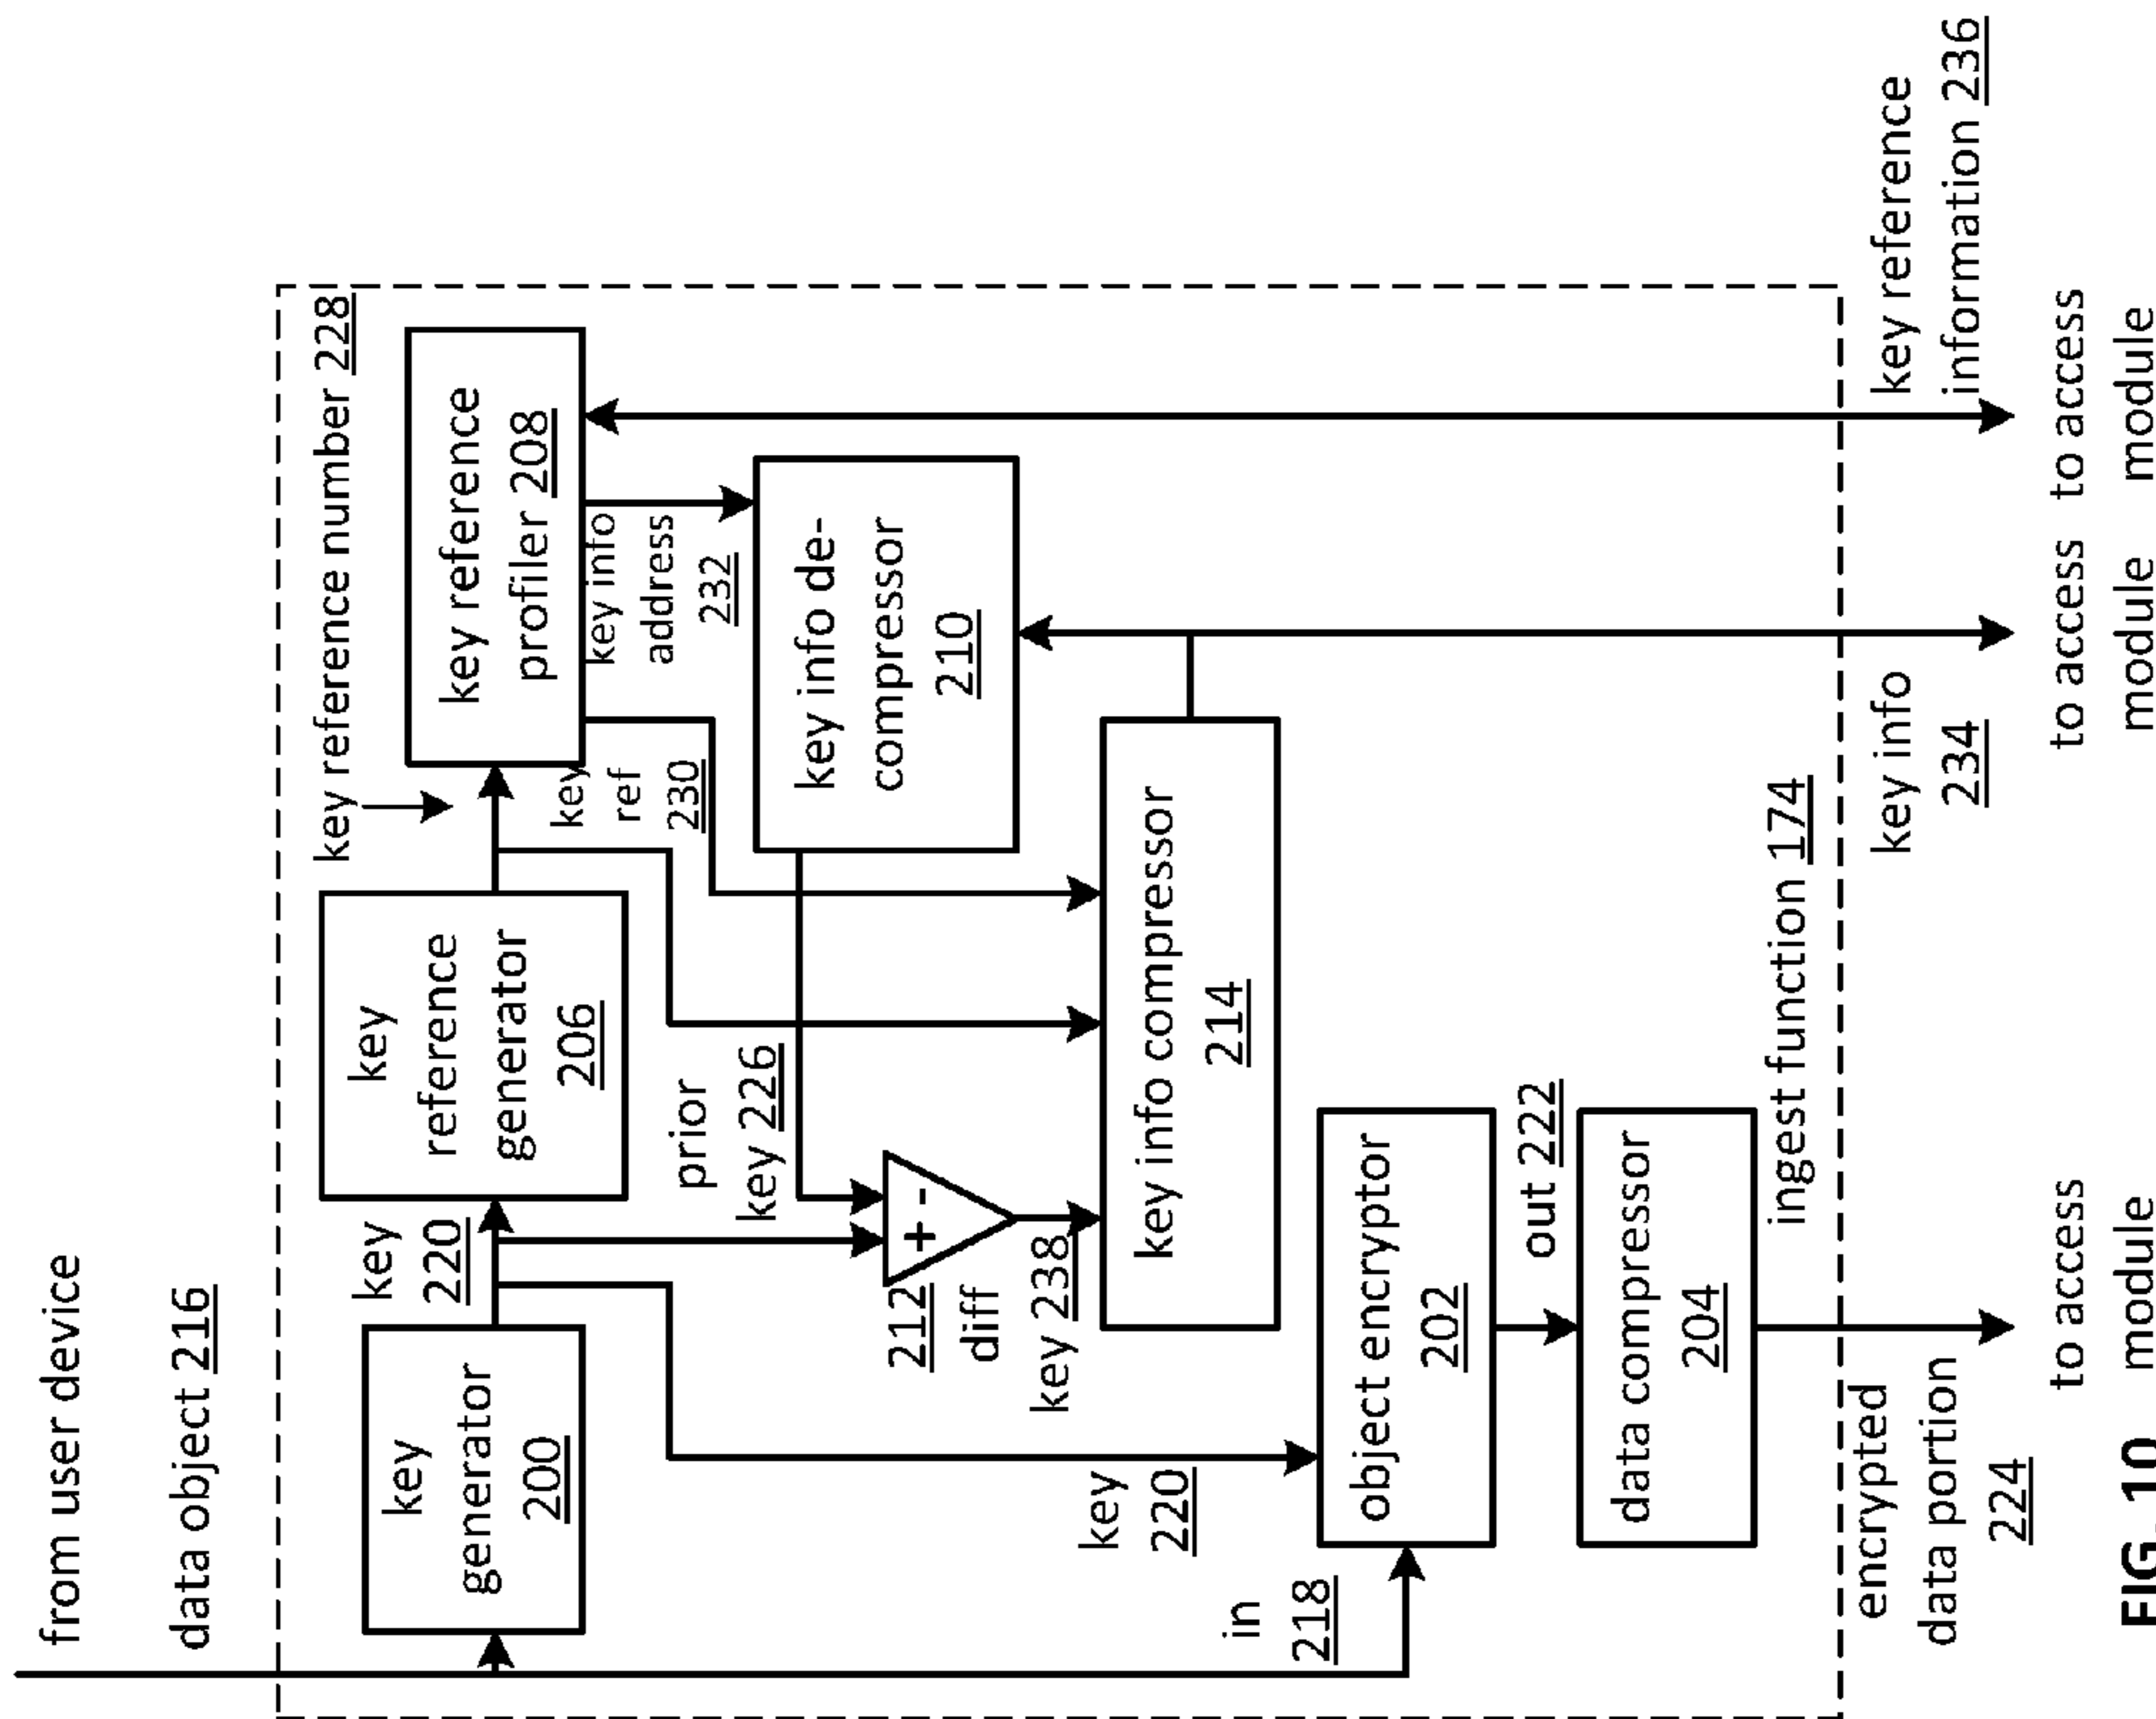 from user device
data object 216
key reference number 228
key
generator
200
key
220
key
reference
generator
206
key reference
profiler 208
key
ref
230
key info
address
232
prior
key 226
key info de-
compressor
210
+ -
212
diff
key 238
key info compressor
214
key
220
in
218
object encryptor
202
out 222
data compressor
204
ingest function 174
encrypted
data portion
224
key info
234
key reference
information 236
to access
module
to access
module
to access
module